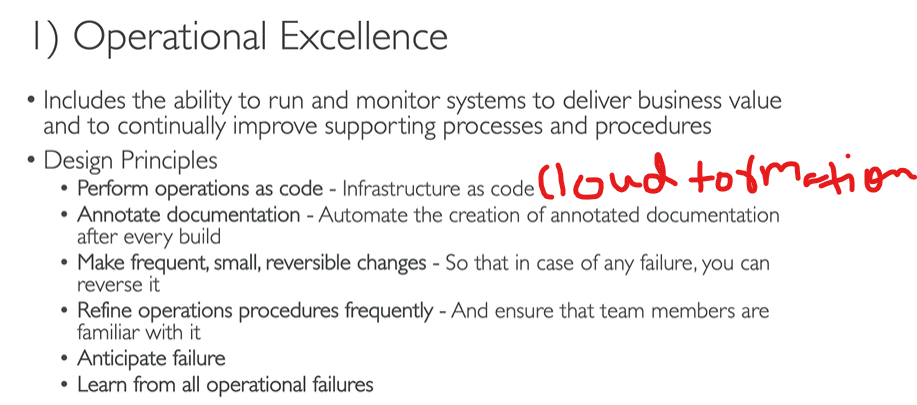 1) Operational Excellence
• Includes the ability to run and monitor systems to deliver business value
and to continually improve supporting processes and procedures
• Design Principles
• Perform operations as code - Infrastructure as code Cloud formation
• Annotate documentation - Automate the creation of annotated documentation
after every build
• Make frequent, small, reversible changes - So that in case of any failure, you can
reverse it
• Refine operations procedures frequently - And ensure that team members are
familiar with it
• Anticipate failure
• Learn from all operational failures